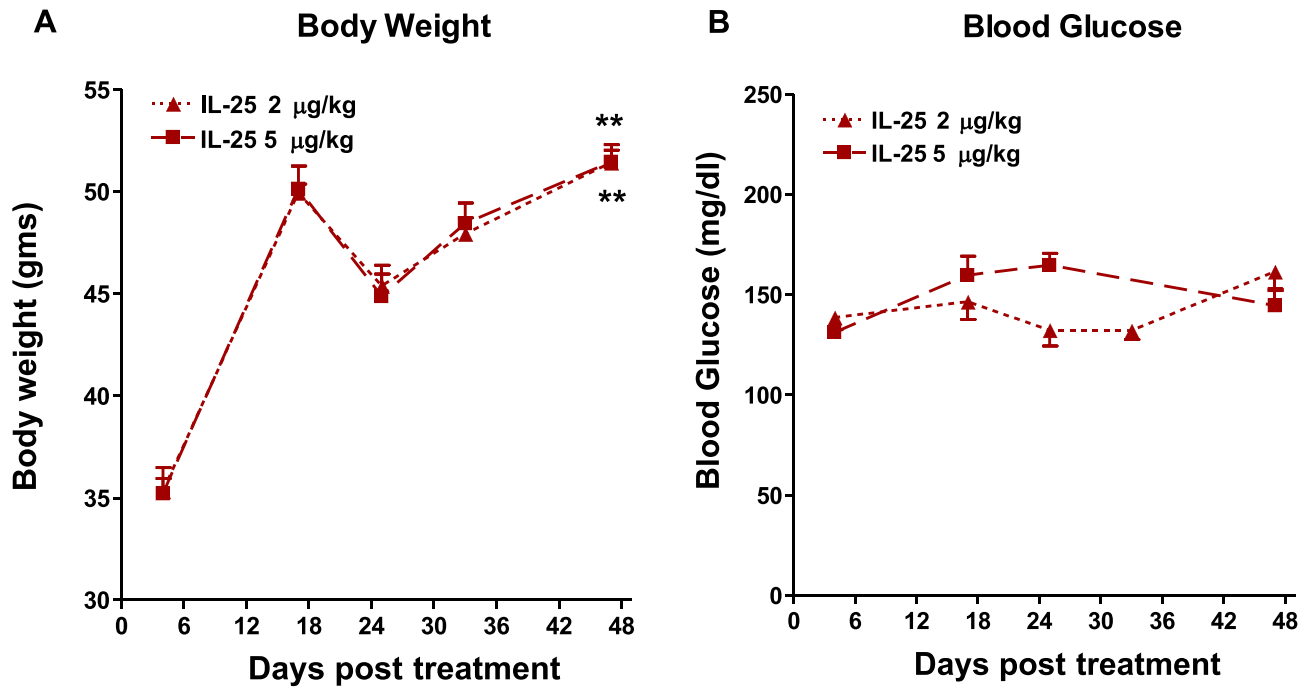 A
Body Weight
IL-25 2 μg/kg
IL-25 5 μg/kg
**
**
55
50
45
40
35
30
Body weight (gms)
0 6 12 18 24 30 36 42 48
Days post treatment
B
Blood Glucose
IL-25 2 μg/kg
IL-25 5 μg/kg
250
200
150
100
50
0
Blood Glucose (mg/dl)
0 6 12 18 24 30 36 42 48
Days post treatment